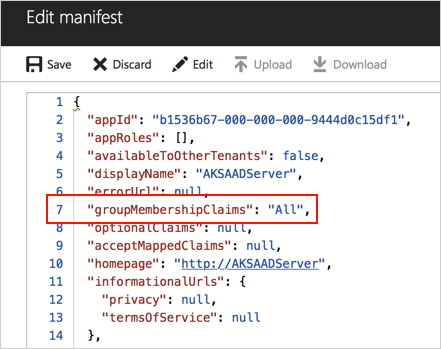 Edit manifest
Save Discard Edit Upload Download
1 {
2 "appId": "b1536b67-000-000-000-9444d0c15df1",
3 "appRoles": [],
4 "availableToOtherTenants": false,
5 "displayName": "AKSAADServer",
6 "errorUrl": null,
7 "groupMembershipClaims": "All",
8 "optionalClaims": null,
9 "acceptMappedClaims": null,
10 "homepage": "http://AKSAADServer",
11 "informationalUrls": {
12 "privacy": null,
13 "termsOfService": null
14 },